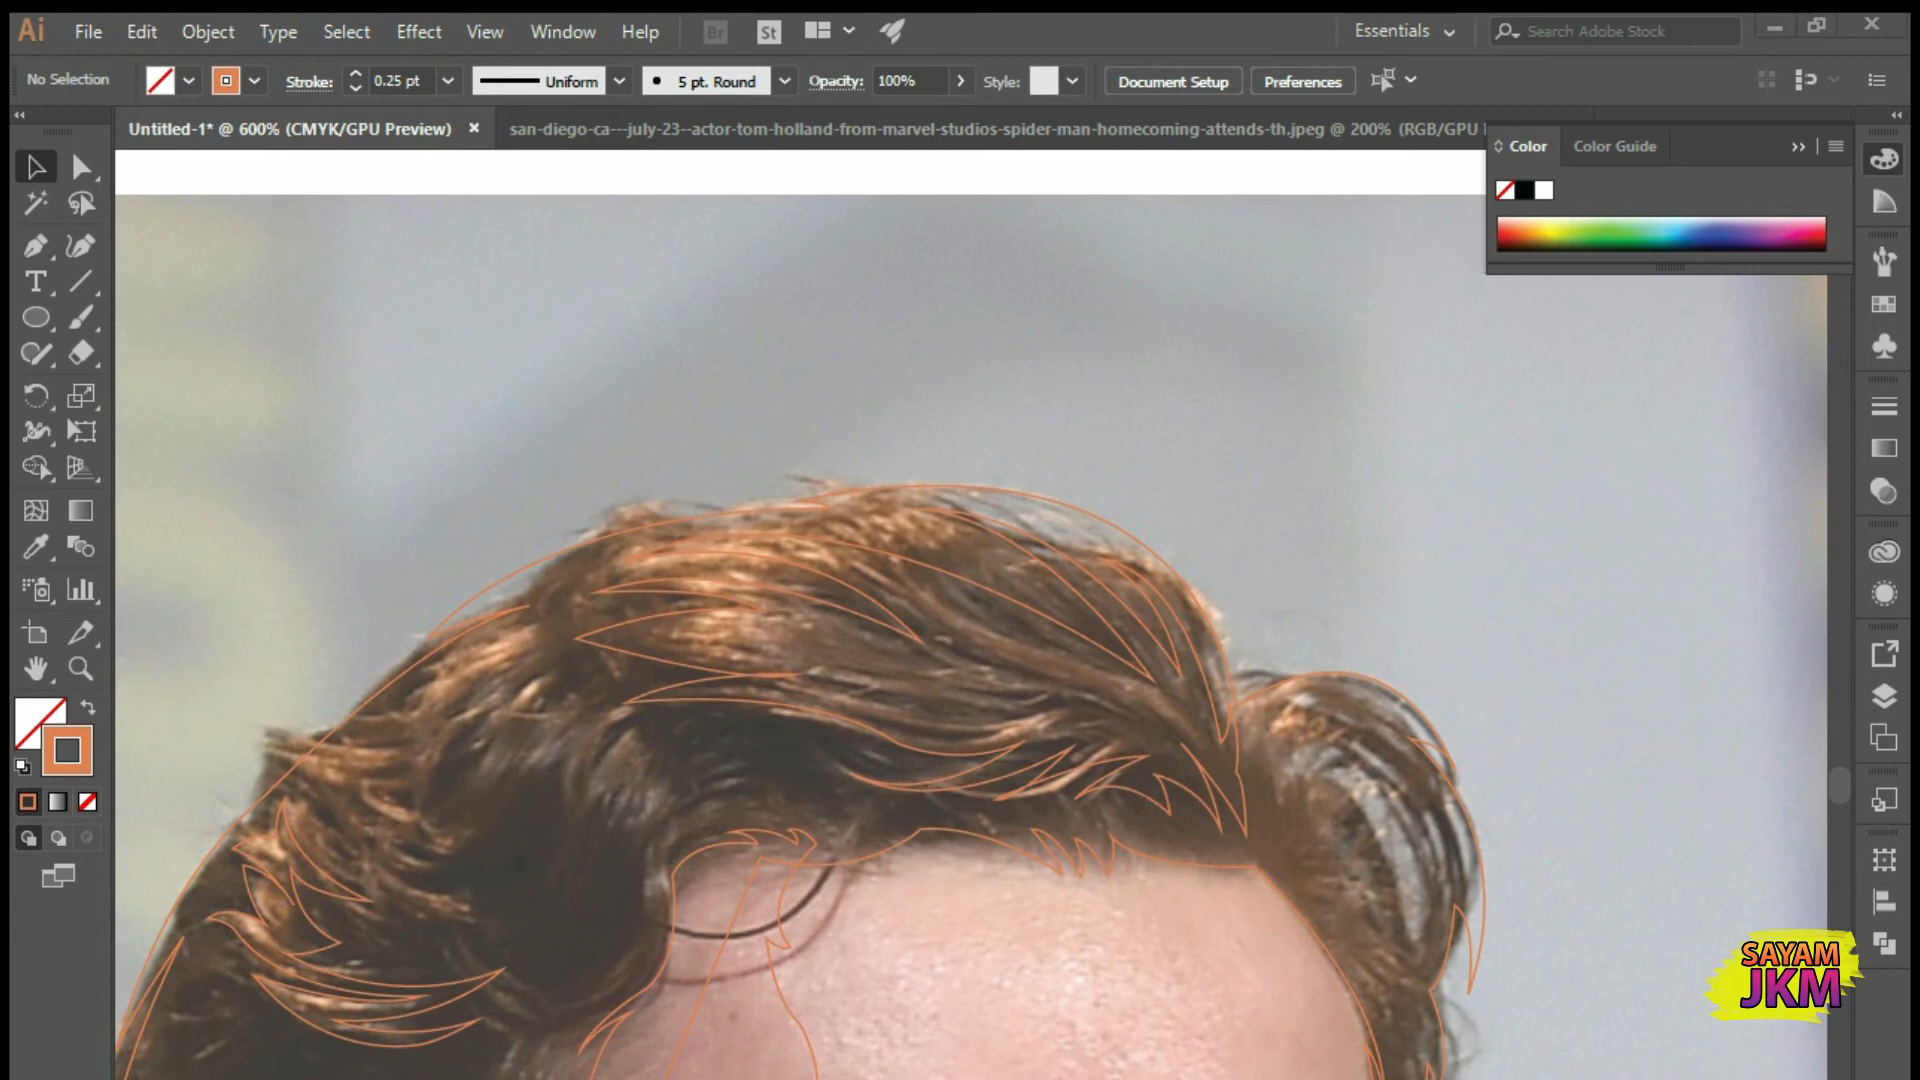 Ai File Edit Object Type Select Effect View Window Help Br St Essentials Search Adobe Stock
No Selection Stroke: 0.25 pt Uniform 5 pt. Round Opacity: 100% Style: Document Setup Preferences
Untitled-1* @ 600% (CMYK/GPU Preview) san-diego-ca---july-23--actor-tom-holland-from-marvel-studios-spider-man-homecoming-attends-th.jpeg @ 200% (RGB/GPU
Color Color Guide
SAYAM
JKM